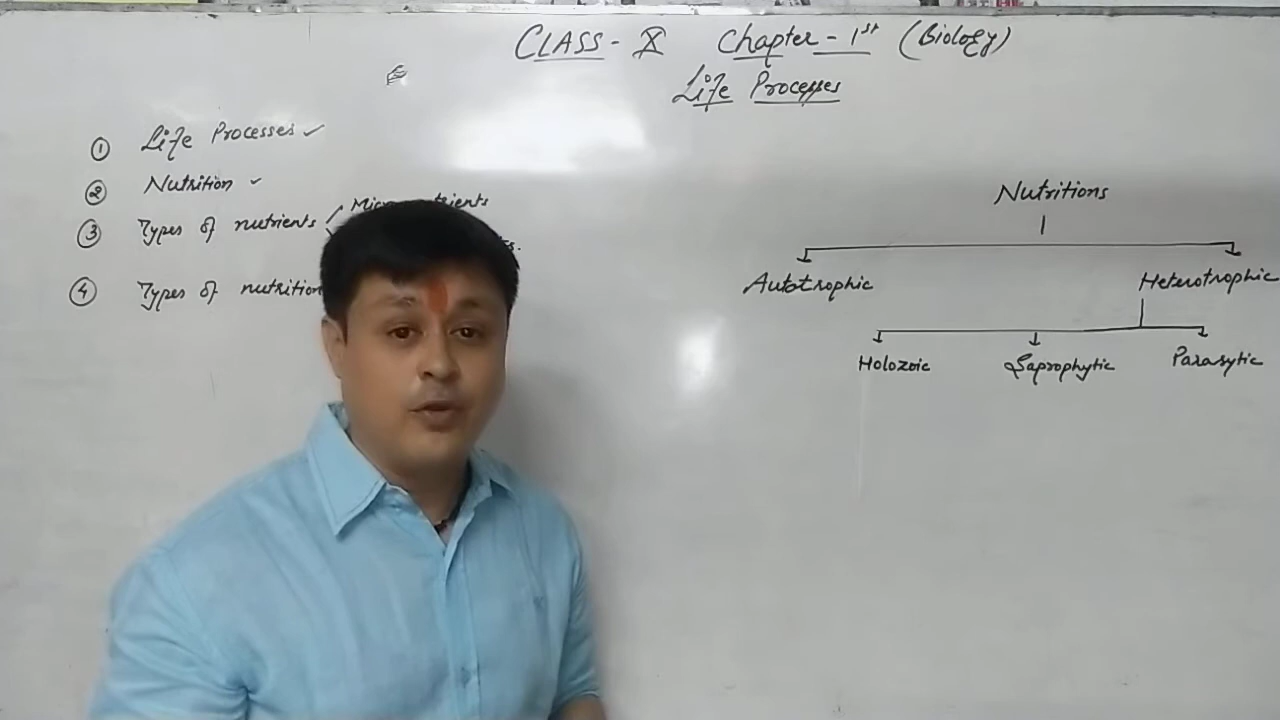 CLASS - X Chapter - 1st (Biology)
Life Processes
① Life Processes ✓
② Nutrition ✓
③ Types of nutrients
④ Types of nutrition
Nutritions
Autotrophic Heterotrophic
Holozoic Saprophytic Parasytic